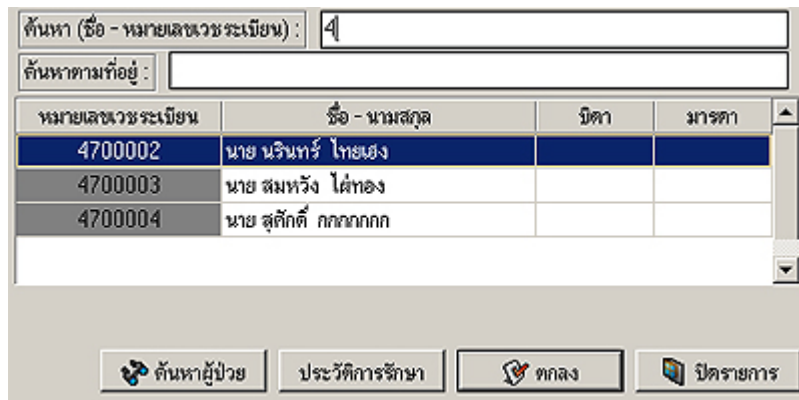 ค้นหา (ชื่อ - หมายเลขเวชระเบียน) : 4
ค้นหาตามที่อยู่ :
หมายเลขเวชระเบียน ชื่อ - นามสกุล บิดา มารดา
4700002 นาย นรินทร์ ไทยเฮง
4700003 นาย สมหวัง ไผ่ทอง
4700004 นาย สุศักดิ์ กกกกกกก
ค้นหาผู้ป่วย ประวัติการรักษา ตกลง ปิดรายการ